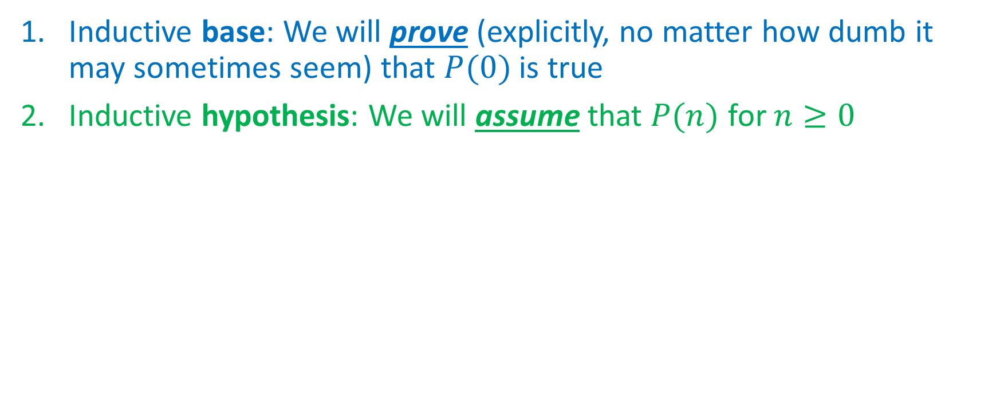 1. Inductive base: We will prove (explicitly, no matter how dumb it
may sometimes seem) that P(0) is true
2. Inductive hypothesis: We will assume that P(n) for n ≥ 0